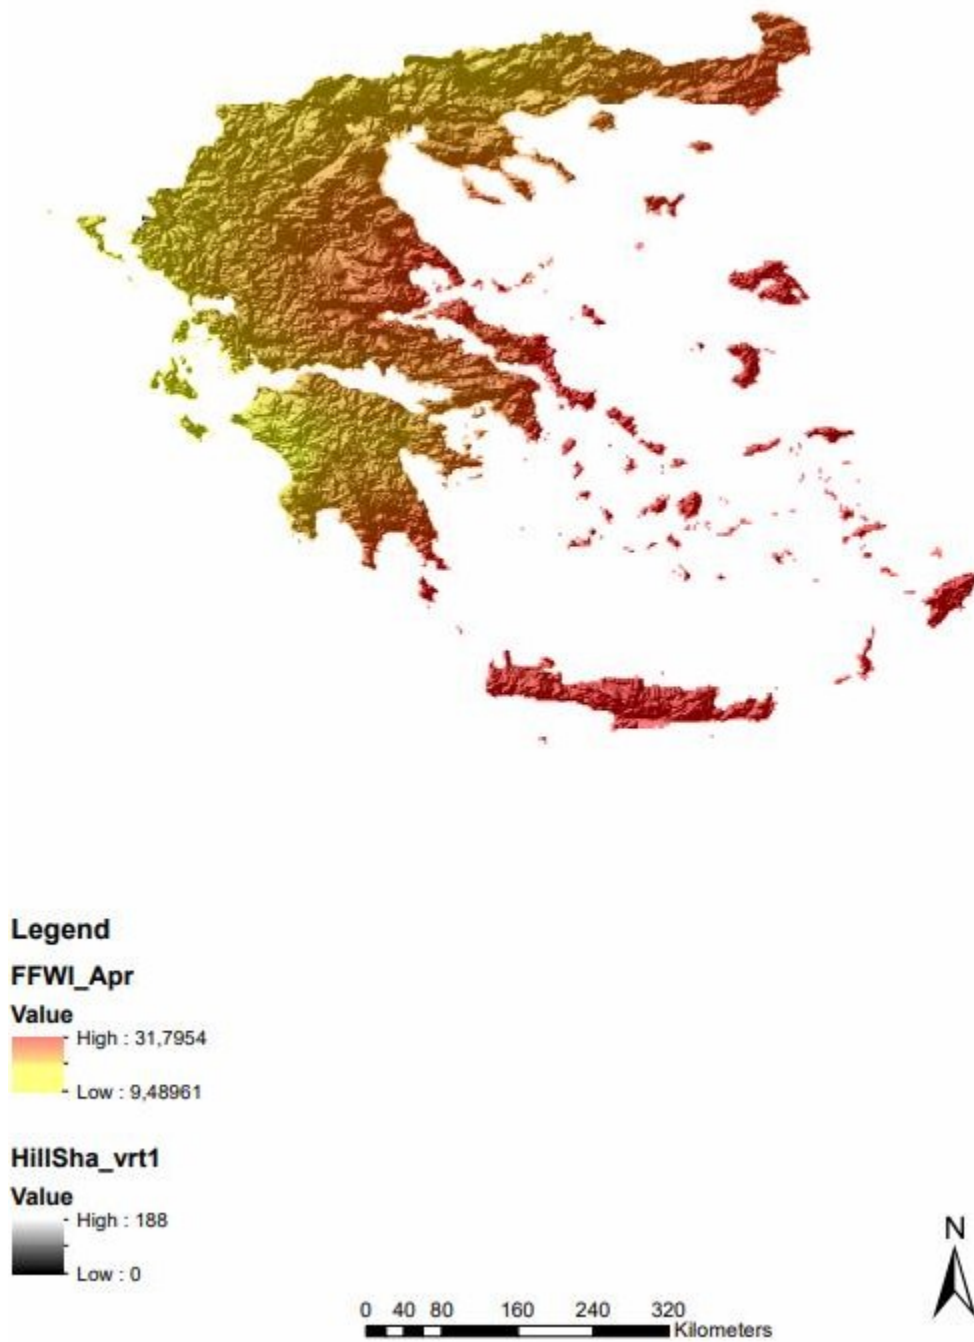 Legend
FFWI_Apr
Value
High : 31,7954
Low : 9,48961
HillSha_vrt1
Value
High : 188
Low : 0
N
0 40 80 160 240 320
Kilometers